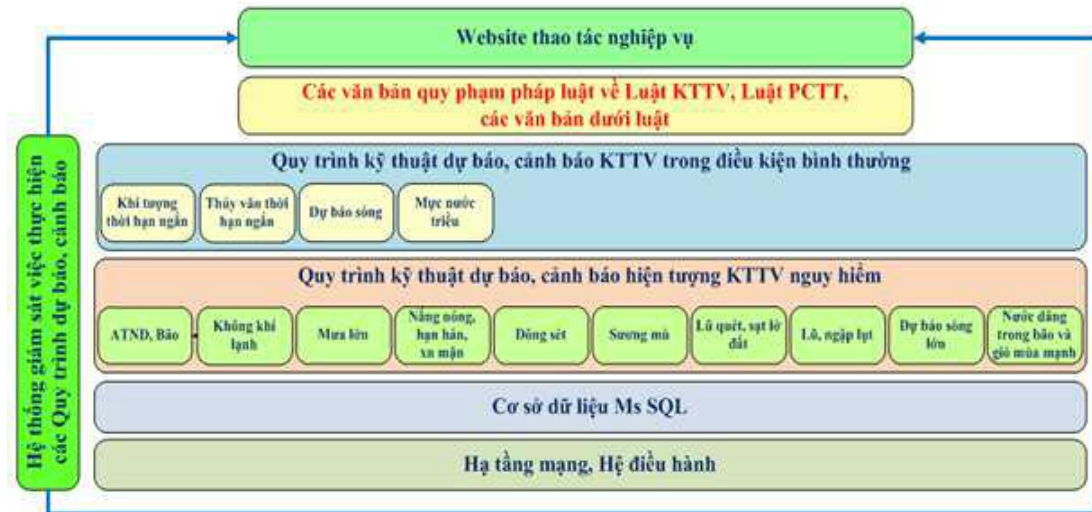 Website thao tác nghiệp vụ
Các văn bản quy phạm pháp luật về Luật KTTV, Luật PCTT,
các văn bản dưới luật
Hệ thống giám sát việc thực hiện
các Quy trình dự báo, cảnh báo
Quy trình kỹ thuật dự báo, cảnh báo KTTV trong điều kiện bình thường
Khí tượng
thời hạn ngắn
Thủy văn thời
hạn ngắn
Dự báo sóng
Mực nước
triều
Quy trình kỹ thuật dự báo, cảnh báo hiện tượng KTTV nguy hiểm
ATNĐ, Bão
Không khí
lạnh
Mưa lớn
Nắng nóng,
hạn hán,
xn mặn
Dông sét
Sương mù
Lũ quét, sạt lở
đất
Lũ, ngập lụt
Dự báo sóng
lớn
Nước dâng
trong bão và
gió mùa mạnh
Cơ sở dữ liệu Ms SQL
Hạ tầng mạng, Hệ điều hành